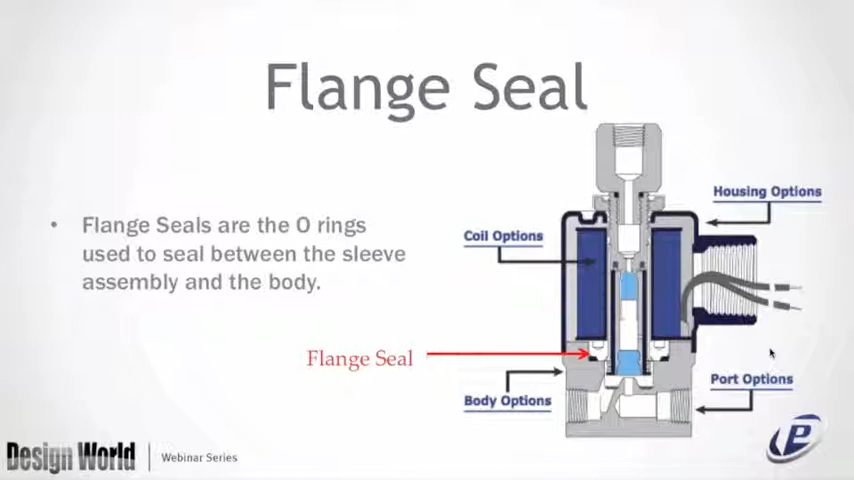 Flange Seal
• Flange Seals are the O rings
used to seal between the sleeve
assembly and the body.
Housing Options
Coil Options
Flange Seal
Body Options
Port Options
Design World
Webinar Series